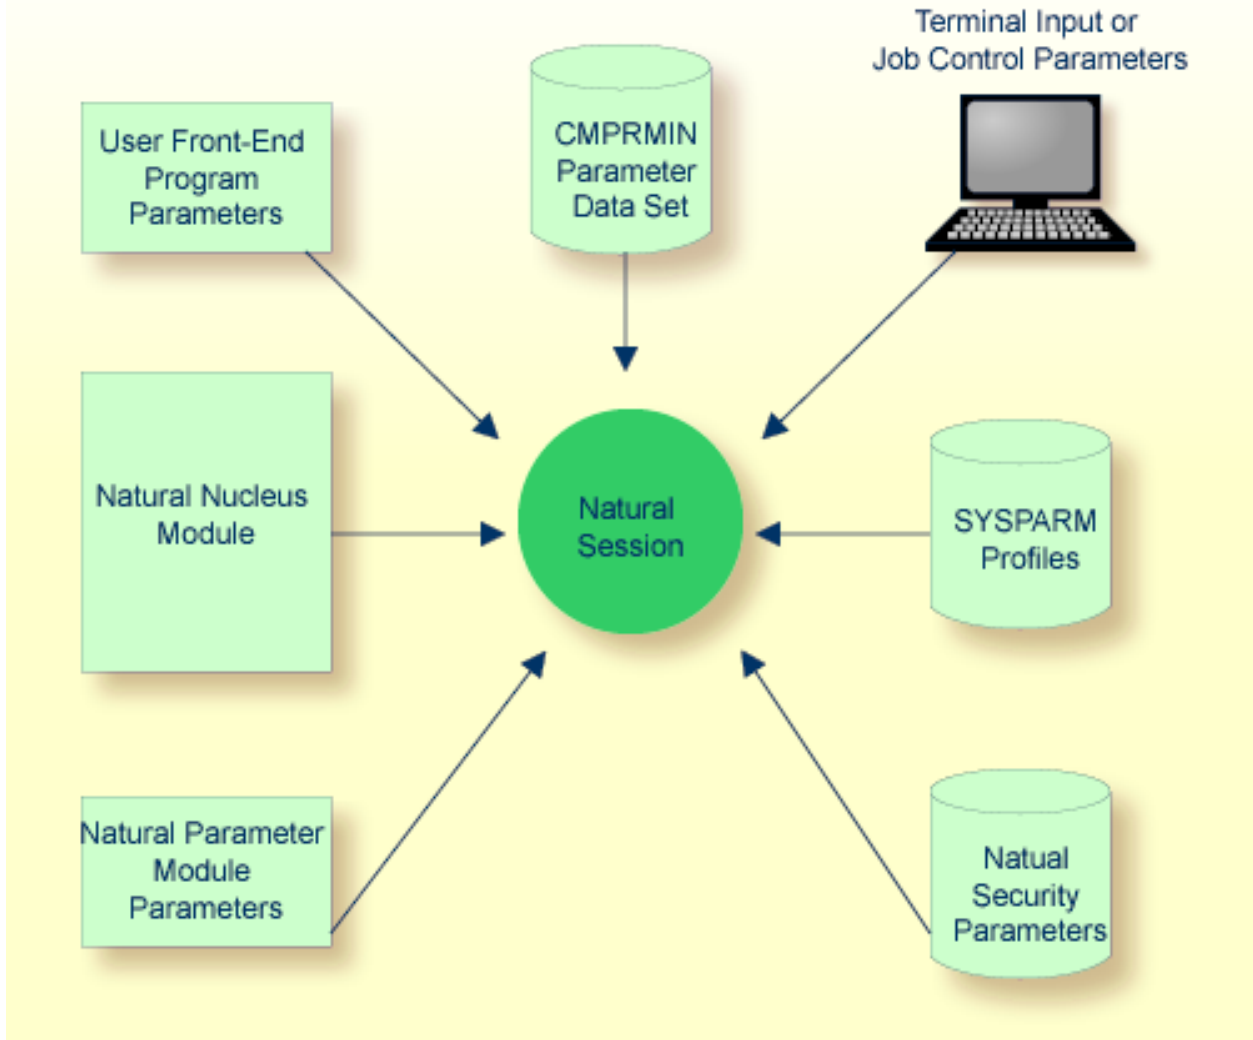 Terminal Input or
Job Control Parameters
User Front-End
Program
Parameters
CMPRMIN
Parameter
Data Set
Natural Nucleus
Module
Natural
Session
SYSPARM
Profiles
Natural Parameter
Module
Parameters
Natual
Security
Parameters